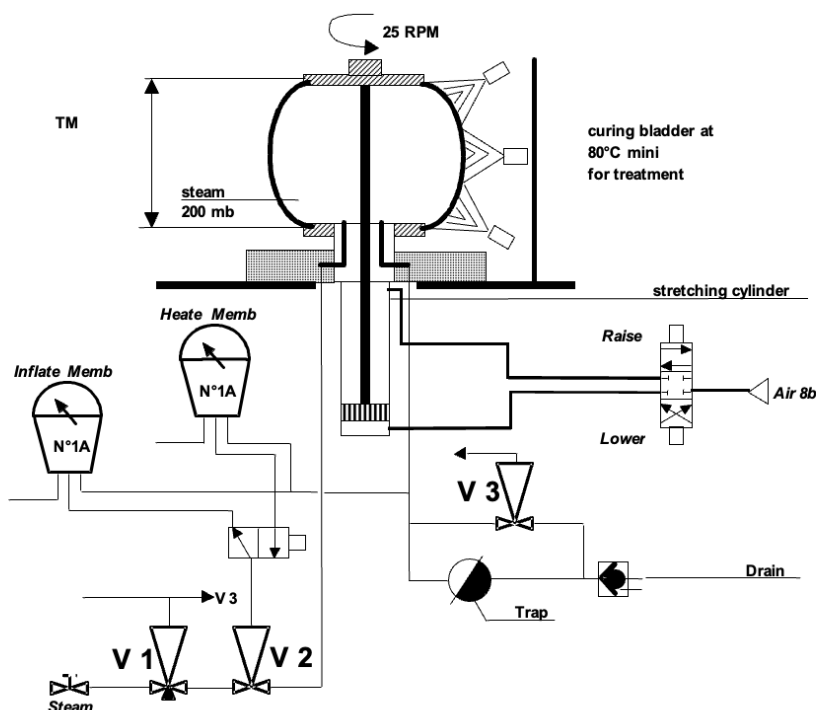 25 RPM
TM
curing bladder at
80°C mini
for treatment
steam
200 mb
stretching cylinder
Heate Memb
N°1A
Inflate Memb
N°1A
Raise
Air 8b
Lower
V 3
Drain
Trap
V 3
V 1
V 2
Steam